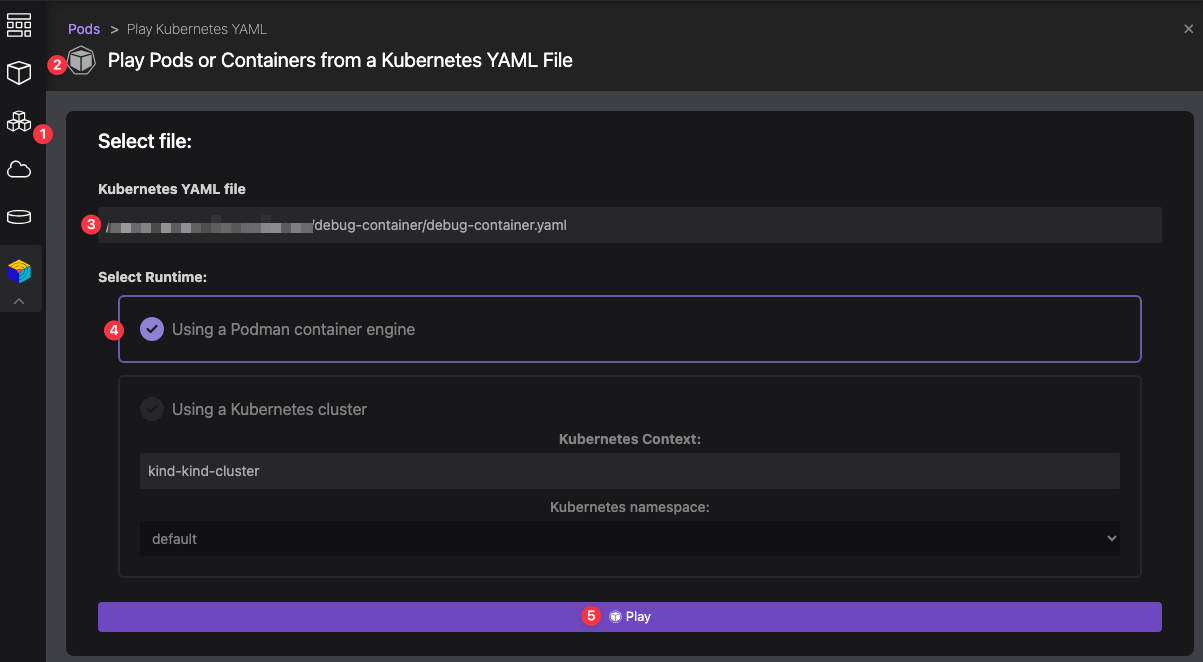 Pods > Play Kubernetes YAML
2 Play Pods or Containers from a Kubernetes YAML File
1
Select file:
Kubernetes YAML file
3 /debug-container/debug-container.yaml
Select Runtime:
4 Using a Podman container engine
Using a Kubernetes cluster
Kubernetes Context:
kind-kind-cluster
Kubernetes namespace:
default
5 Play